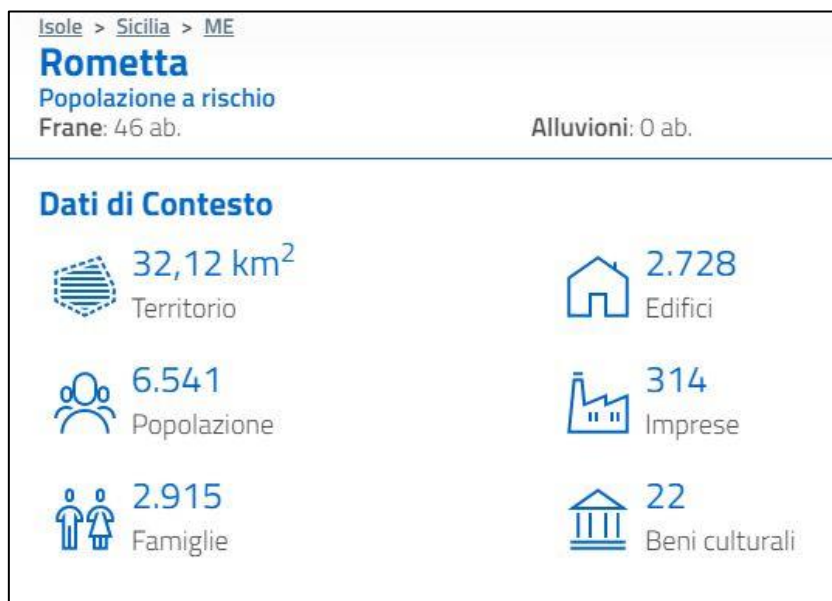 Isole > Sicilia > ME
Rometta
Popolazione a rischio
Frane: 46 ab.
Alluvioni: 0 ab.
Dati di Contesto
32,12 km²
Territorio
2.728
Edifici
6.541
Popolazione
314
Imprese
2.915
Famiglie
22
Beni culturali